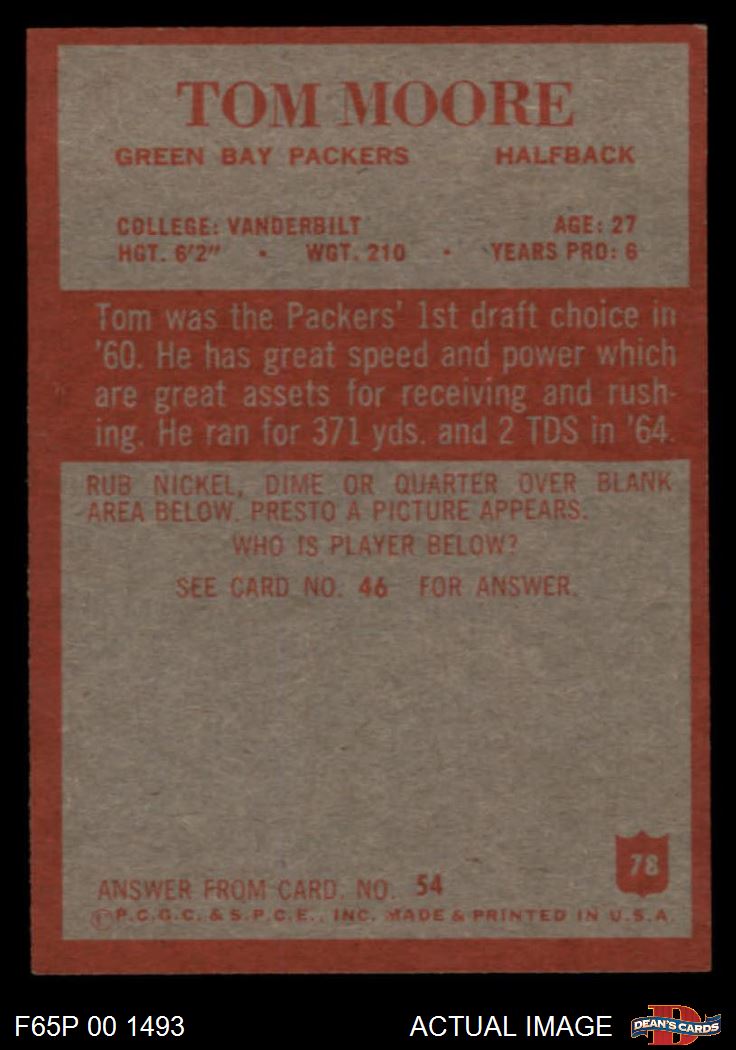 TOM MOORE
GREEN BAY PACKERS HALFBACK
COLLEGE: VANDERBILT AGE: 27
HGT. 6'2" • WGT. 210 • YEARS PRO: 6
Tom was the Packers' 1st draft choice in
'60. He has great speed and power which
are great assets for receiving and rush-
ing. He ran for 371 yds. and 2 TDS in '64.
RUB NICKEL, DIME OR QUARTER OVER BLANK
AREA BELOW. PRESTO A PICTURE APPEARS.
WHO IS PLAYER BELOW?
SEE CARD NO. 46 FOR ANSWER.
78
ANSWER FROM CARD. NO. 54
©P.C.G.C. & S.P.C.E., INC. MADE & PRINTED IN U.S.A.
F65P 00 1493 ACTUAL IMAGE DEAN'S CARDS